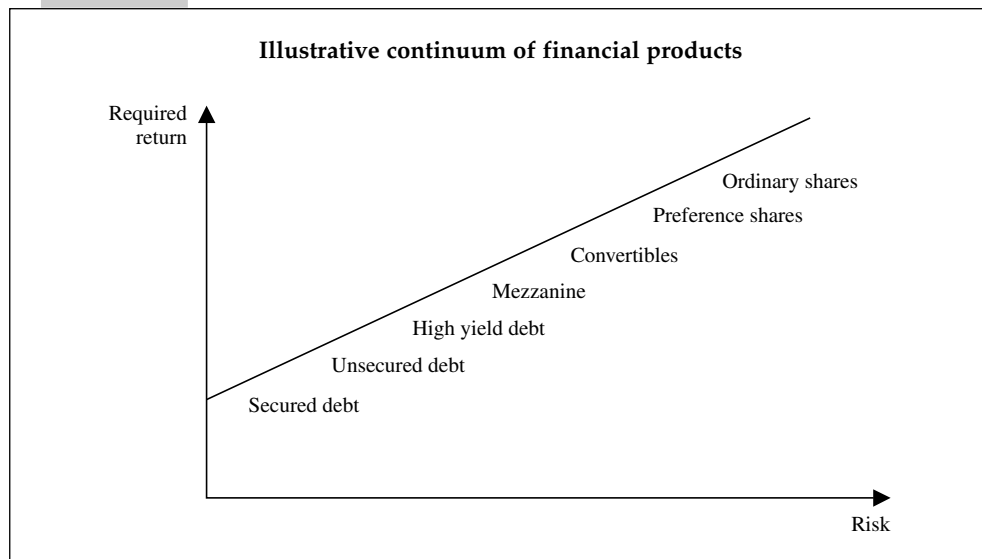 Illustrative continuum of financial products
Required
return
Ordinary shares
Preference shares
Convertibles
Mezzanine
High yield debt
Unsecured debt
Secured debt
Risk